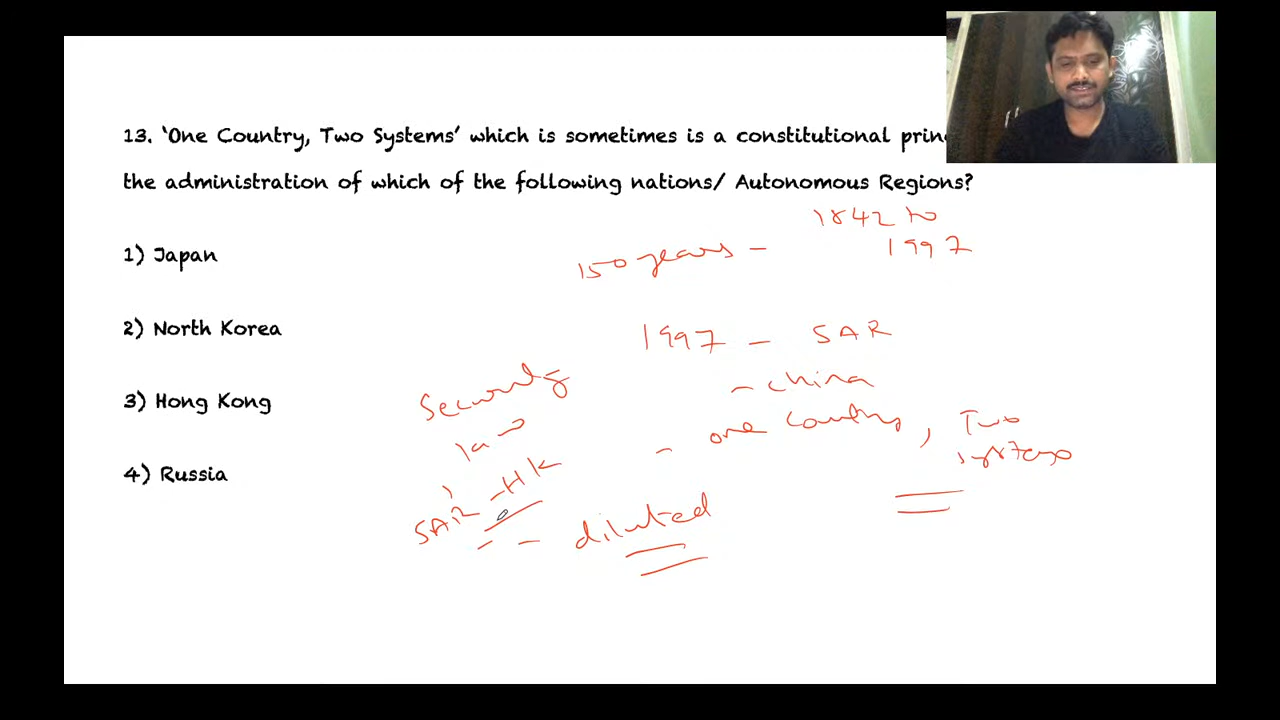 13. 'One Country, Two Systems' which is sometimes is a constitutional prin
the administration of which of the following nations/ Autonomous Regions?
1842 to
1997
150 years -
1) Japan
2) North Korea
1997 - SAR
- china
- one country, Two
systems
Security
law
3) Hong Kong
4) Russia
SAR - HK
- - diluted